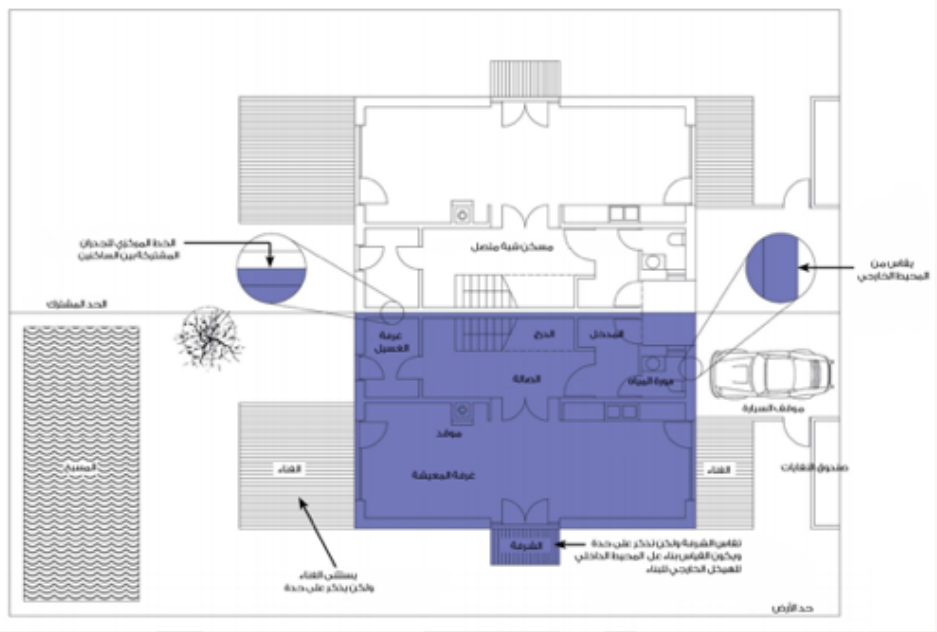 مسكن شبة متصل
الخط المركزي للجدران
المشتركة بين الساكنين
يقاس من
المحيط الخارجي
الحد المشترك
غرفة
الغسيل
الدرج
المدخل
الصالة
دورة المياه
موقف السيارة
موقد
المسبح
الفناء
غرفة المعيشة
الفناء
صندوق النفايات
الشرفة
تقاس الشرفة ولكن تذكر على حدة
ويكون القياس بناء على المحيط الداخلي
للهيكل الخارجي للبناء
يستثنى الفناء
ولكن يذكر على حدة
حد الأرض